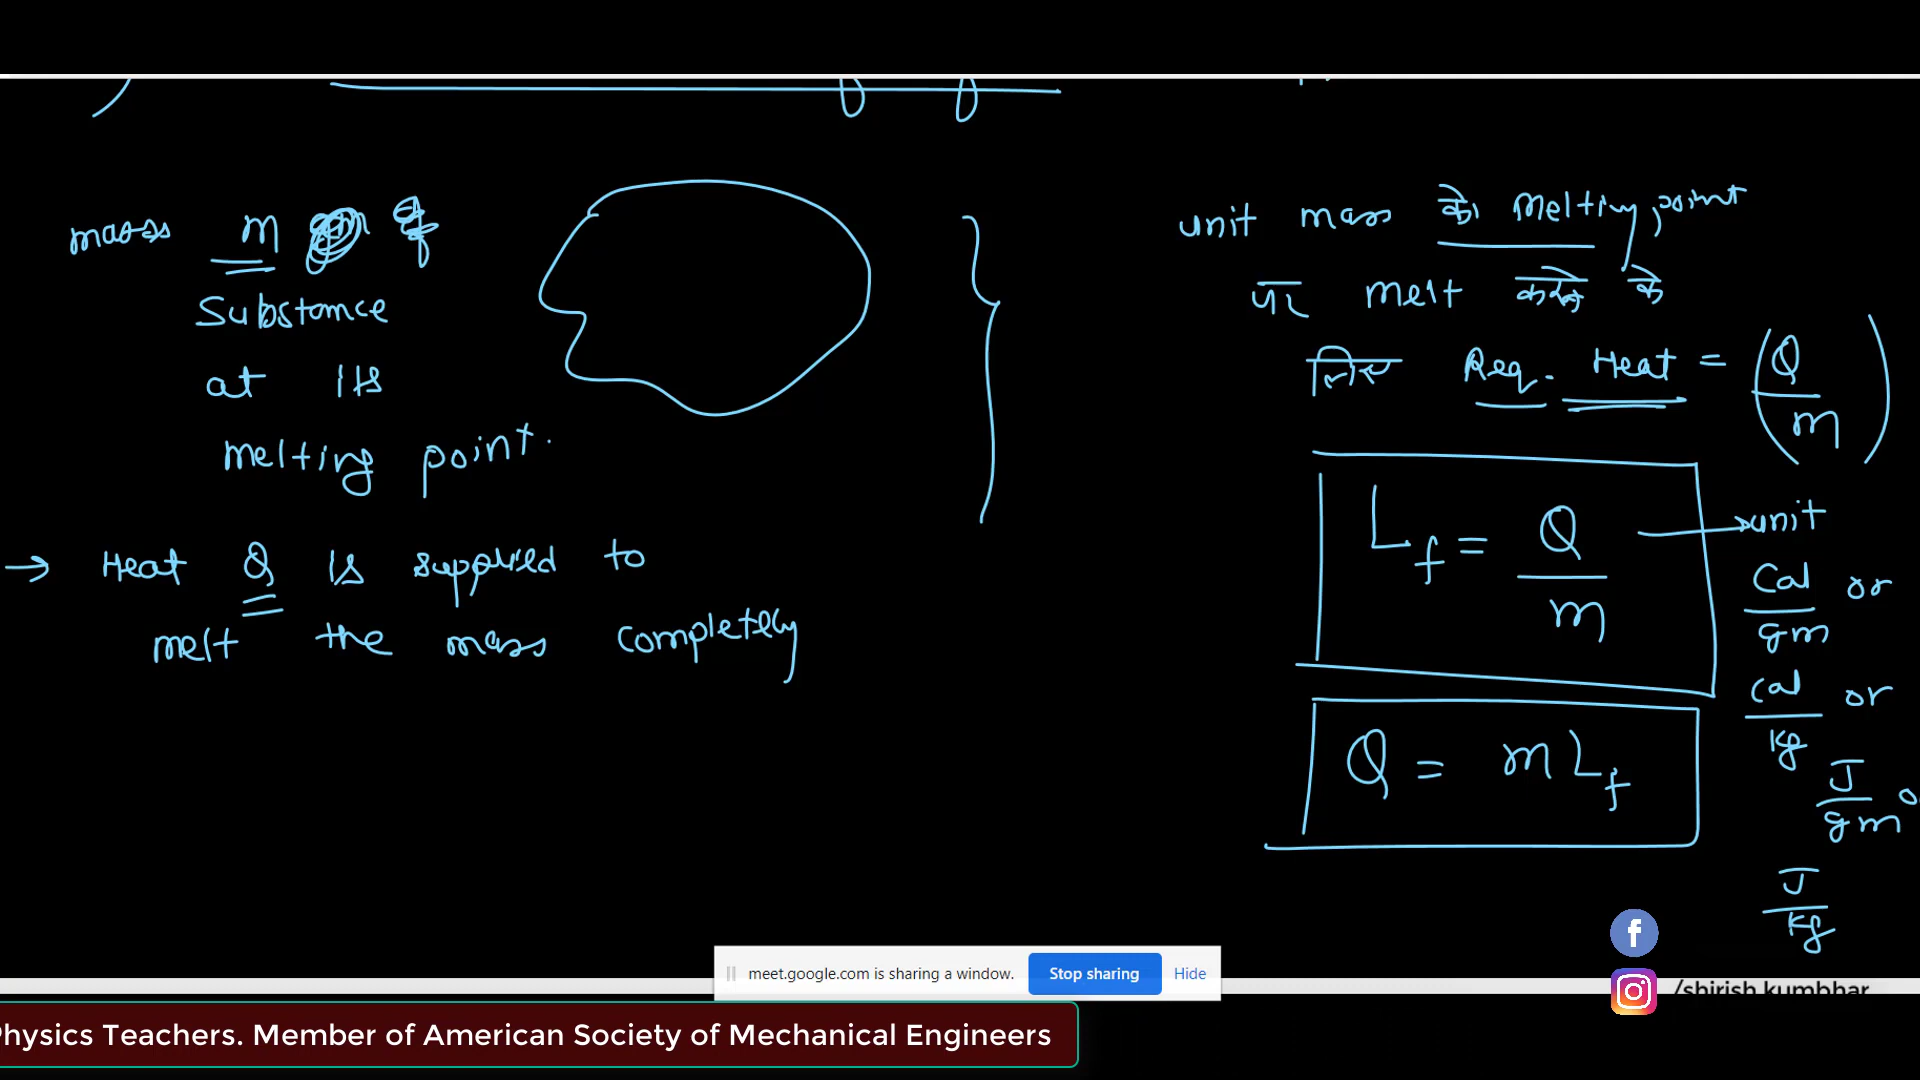 mass m of
Substance
at its
melting point.
→ Heat Q is supplied to
melt the mass completely
unit mass को melting point
पर melt करने के
लिए Req. Heat = (Q/m)
L_f = Q/m → unit
Cal/gm or
Cal/kg or
J/gm o
J/kg
Q = m L_f
meet.google.com is sharing a window. Stop sharing Hide
/shirish kumbhar
Physics Teachers. Member of American Society of Mechanical Engineers